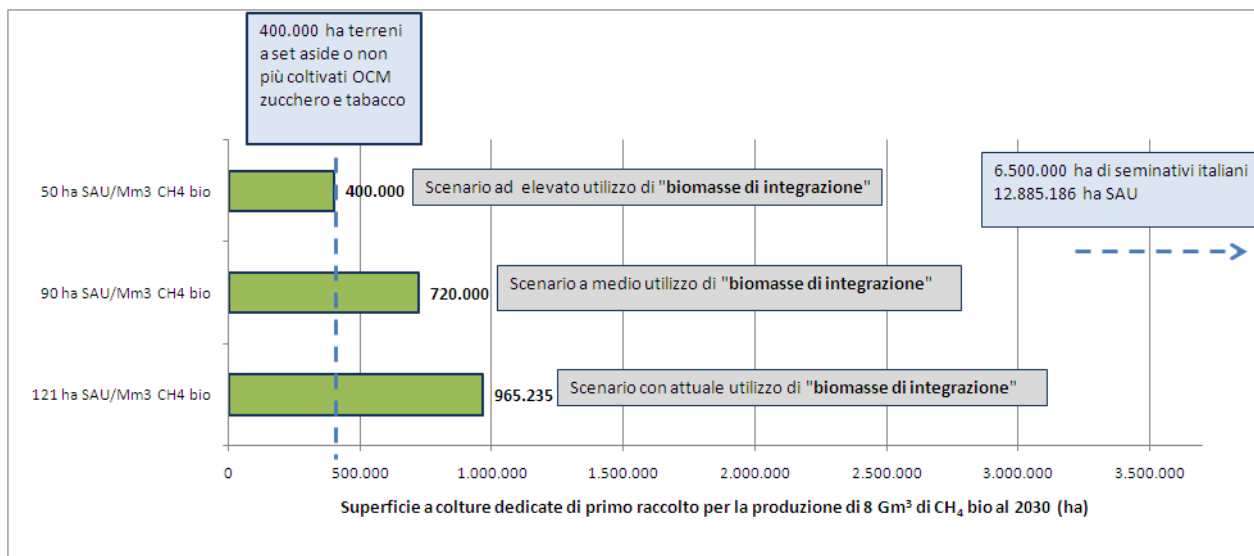 400.000 ha terreni
a set aside o non
più coltivati OCM
zucchero e tabacco
6.500.000 ha di seminativi italiani
12.885.186 ha SAU
50 ha SAU/Mm3 CH4 bio
400.000
Scenario ad elevato utilizzo di "biomasse di integrazione"
90 ha SAU/Mm3 CH4 bio
720.000
Scenario a medio utilizzo di "biomasse di integrazione"
121 ha SAU/Mm3 CH4 bio
965.235
Scenario con attuale utilizzo di "biomasse di integrazione"
0 500.000 1.000.000 1.500.000 2.000.000 2.500.000 3.000.000 3.500.000
Superficie a colture dedicate di primo raccolto per la produzione di 8 Gm³ di CH₄ bio al 2030 (ha)